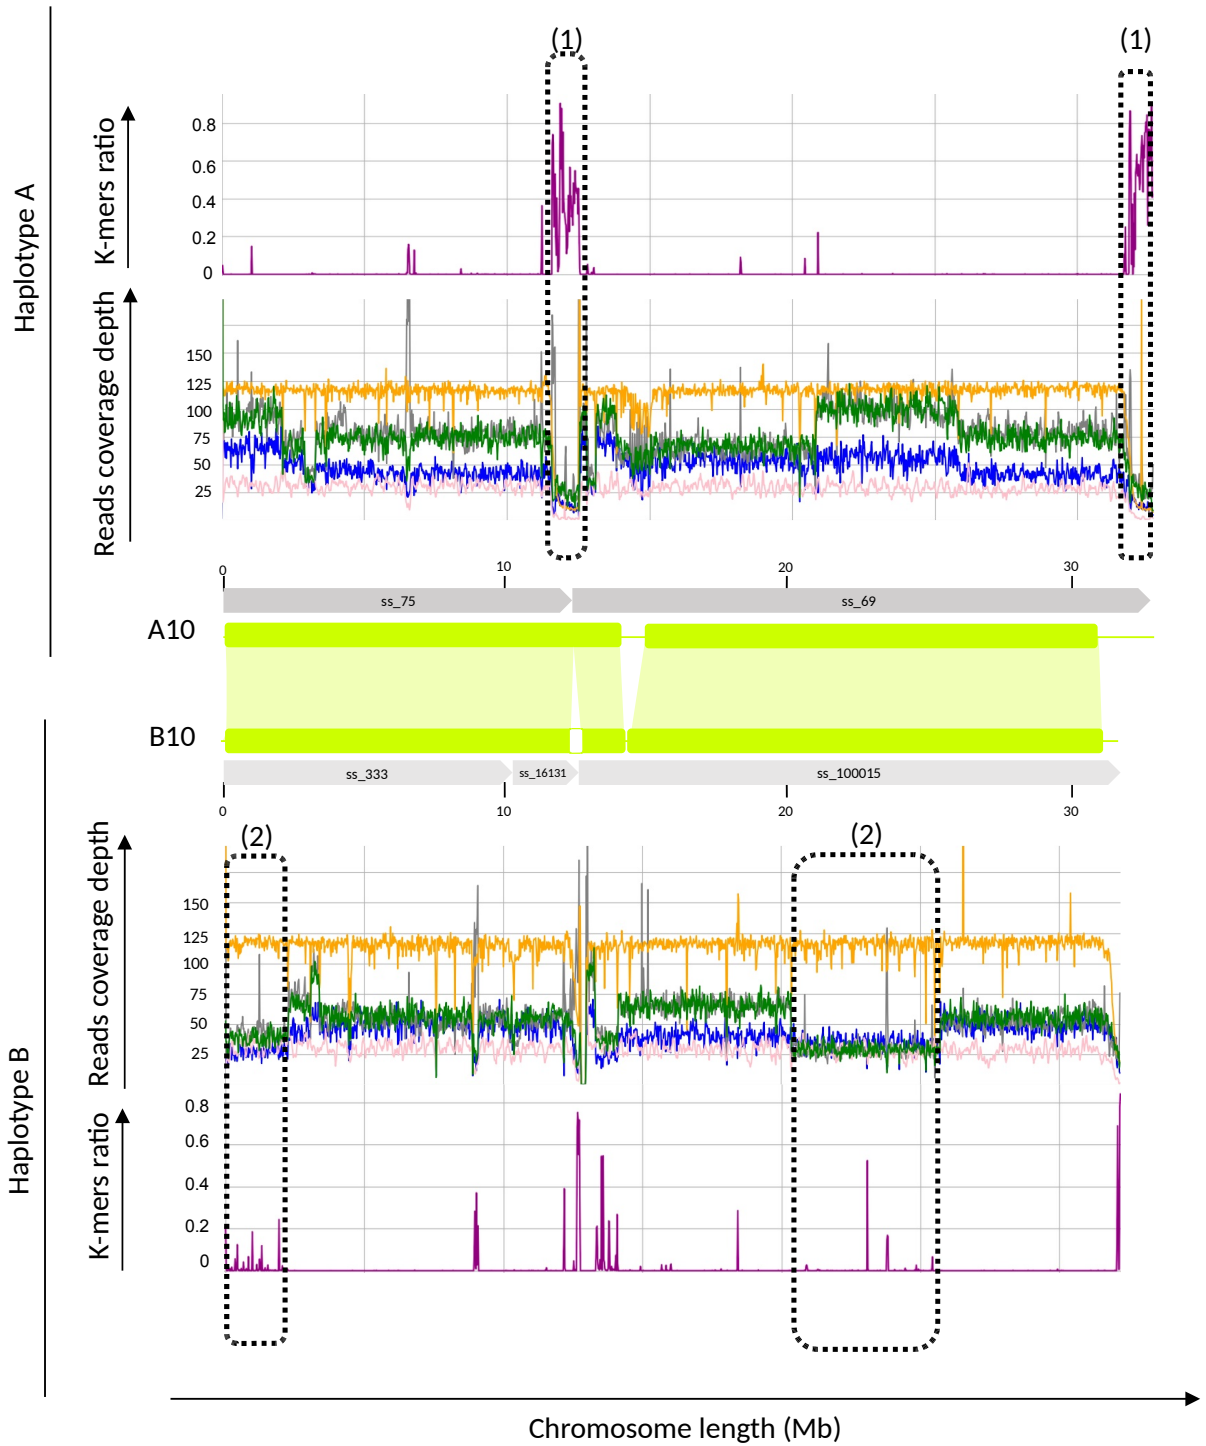 (1)
(1)
Haplotype A
K-mers ratio
0.8
0.6
0.4
0.2
0
Reads coverage depth
150
125
100
75
50
25
0
10
20
30
ss_75
ss_69
A10
B10
ss_333
ss_16131
ss_100015
0
10
20
30
(2)
(2)
Haplotype B
Reads coverage depth
150
125
100
75
50
25
K-mers ratio
0.8
0.6
0.4
0.2
0
Chromosome length (Mb)